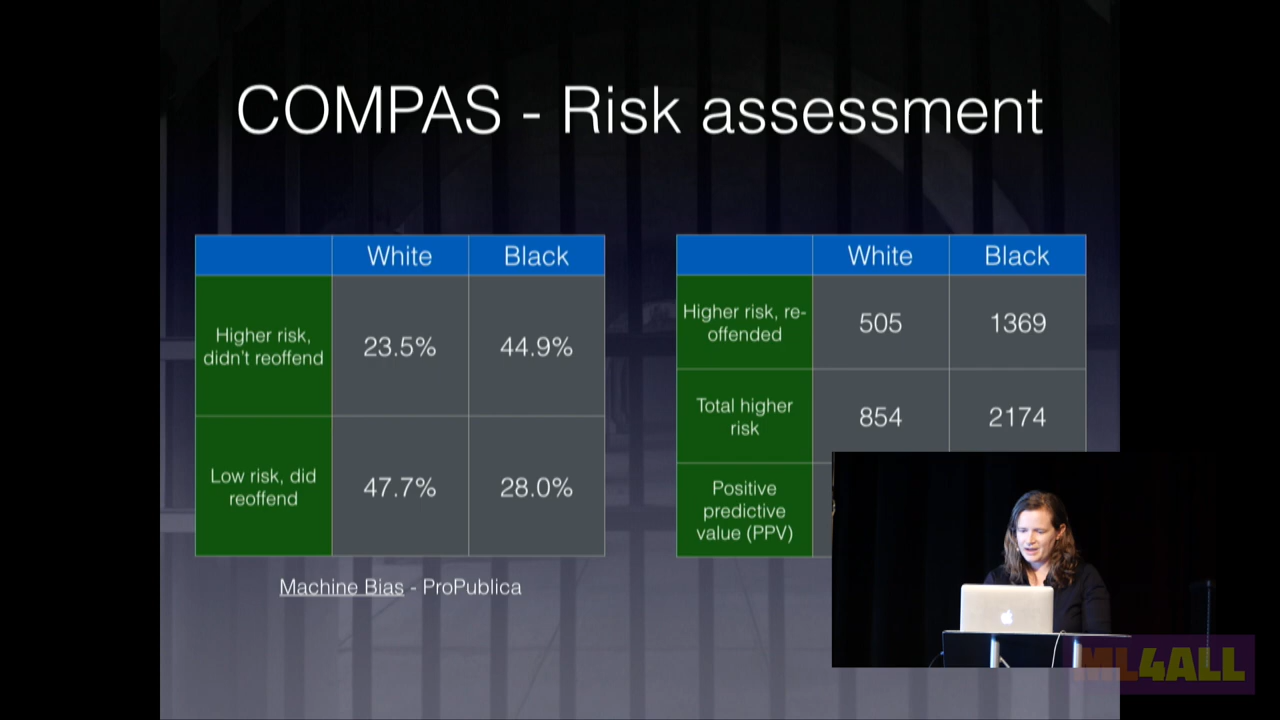 COMPAS - Risk assessment
White Black
Higher risk,
didn't reoffend
23.5% 44.9%
Low risk, did
reoffend
47.7% 28.0%
Machine Bias - ProPublica
White Black
Higher risk, re-
offended
505 1369
Total higher
risk
854 2174
Positive
predictive
value (PPV)
ML4ALL